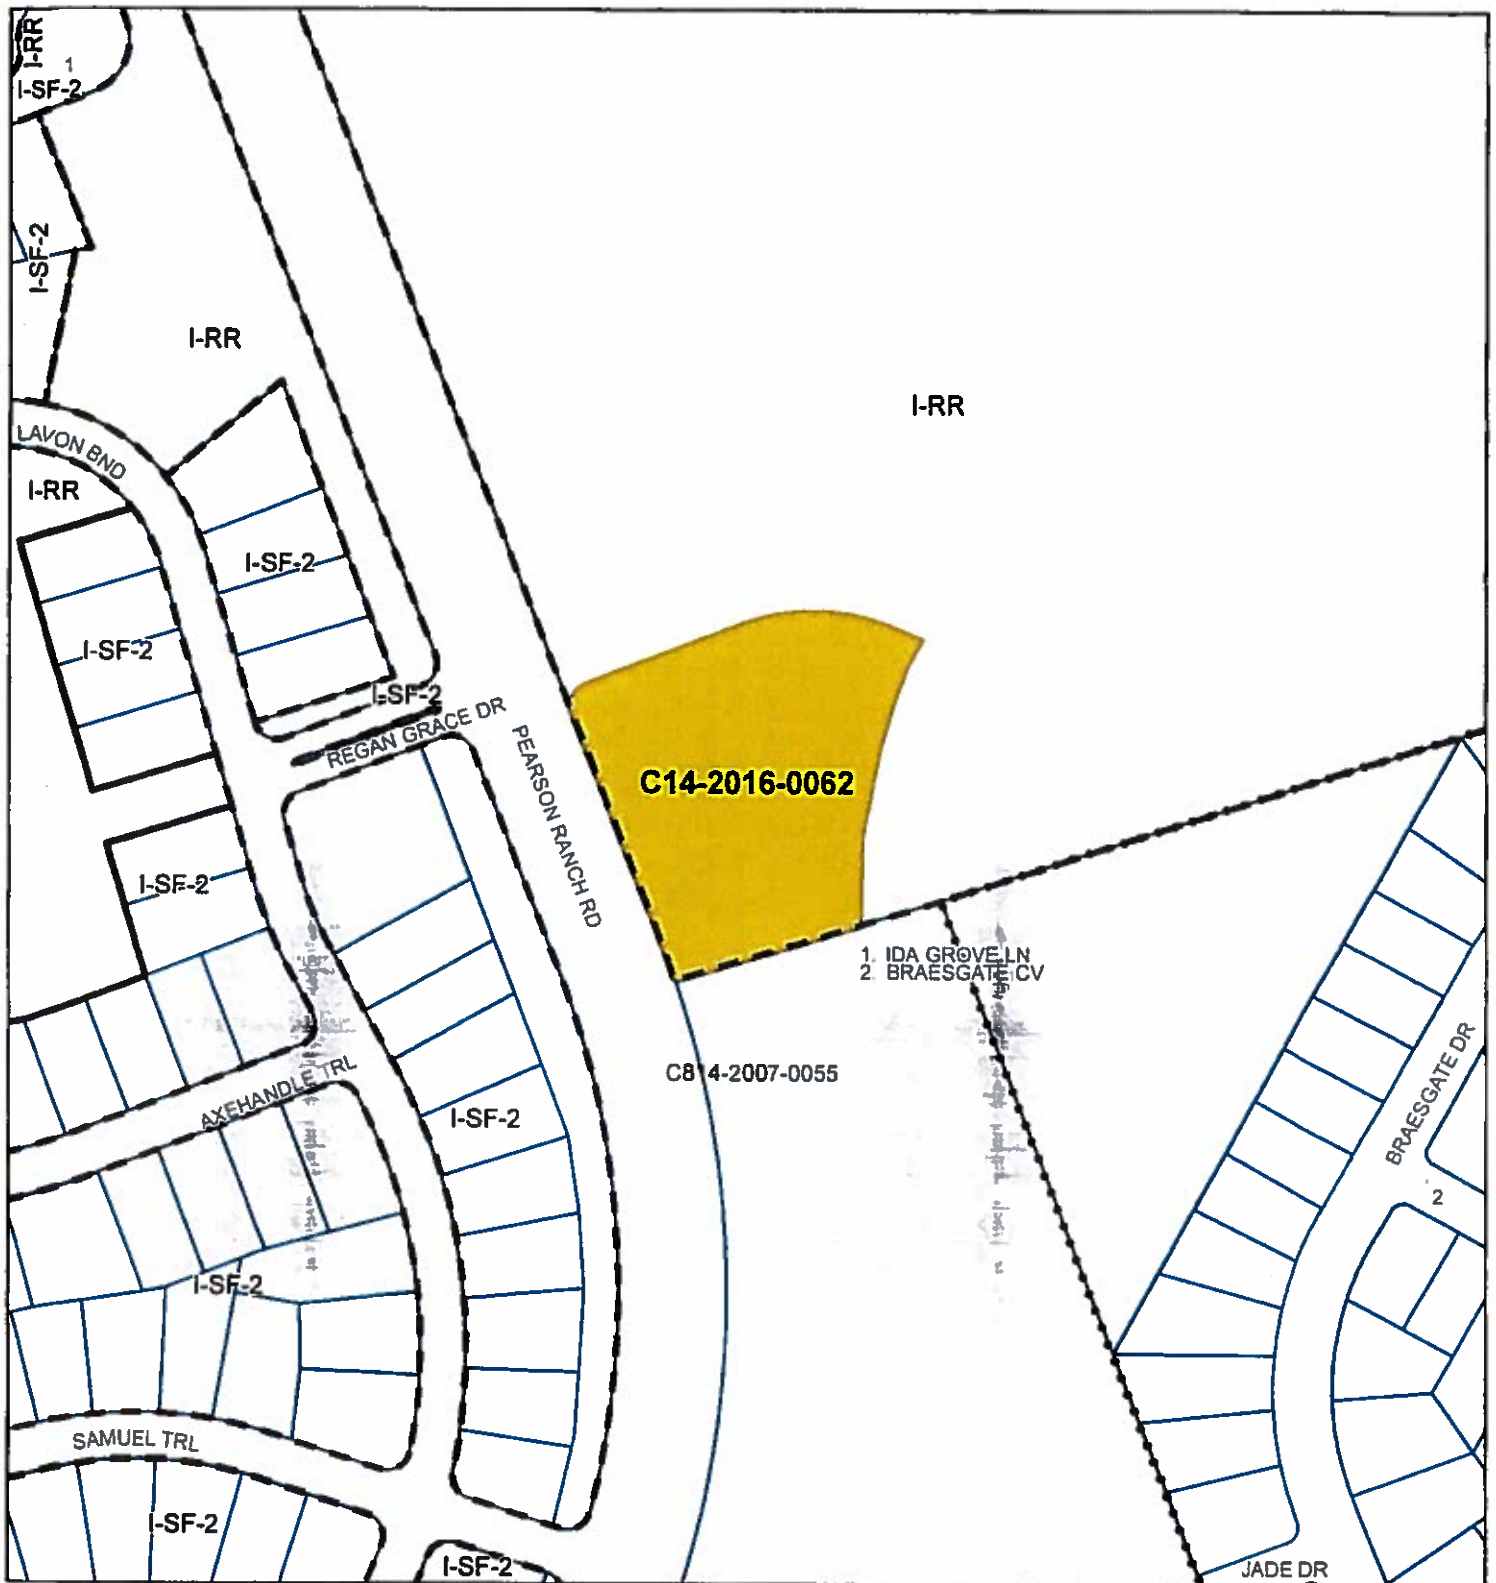 I-RR
1
I-SF-2
I-SF-2
I-RR
I-RR
LAVON BND
I-RR
I-SF-2
I-SF-2
I-SF-2
REGAN GRACE DR
PEARSON RANCH RD
C14-2016-0062
I-SF-2
1. IDA GROVE LN
2. BRAESGATE CV
C814-2007-0055
AXEHANDLE TRL
I-SF-2
BRAESGATE DR
2
I-SF-2
SAMUEL TRL
I-SF-2
I-SF-2
JADE DR